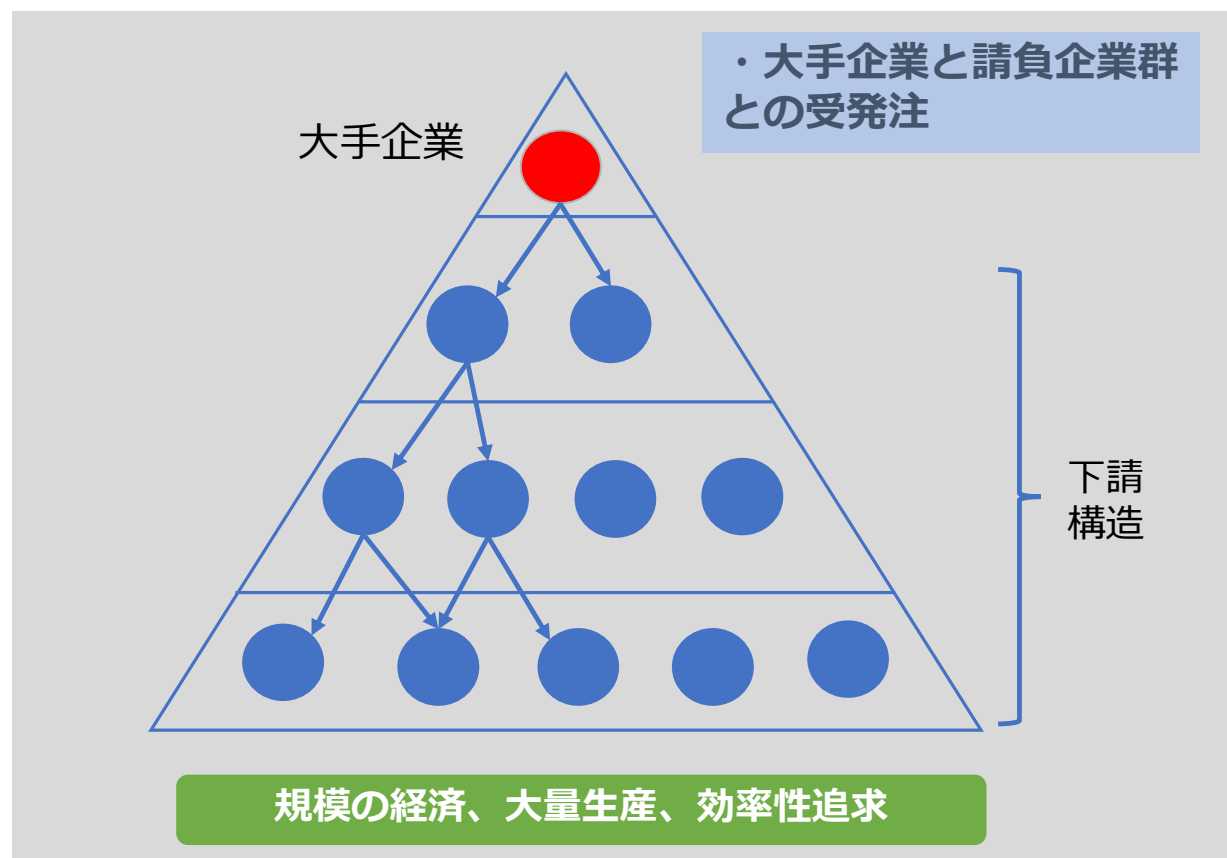 ・大手企業と請負企業群
との受発注
大手企業
下請
構造
規模の経済、大量生産、効率性追求